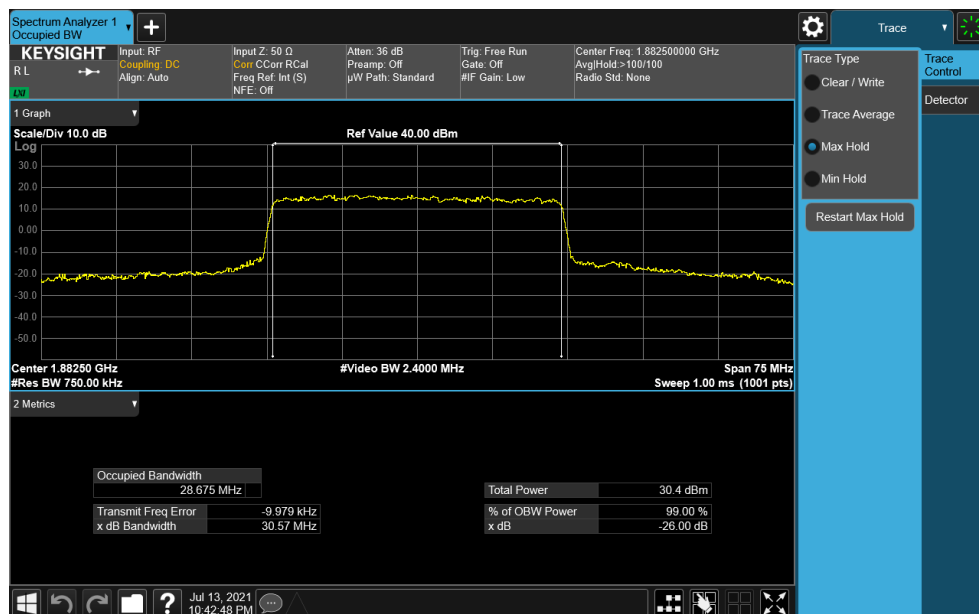 Spectrum Analyzer 1
Occupied BW
Trace
KEYSIGHT
R L
LXI
Input: RF
Coupling: DC
Align: Auto
Input Z: 50 Ω
Corr CCorr RCal
Freq Ref: Int (S)
NFE: Off
Atten: 36 dB
Preamp: Off
µW Path: Standard
Trig: Free Run
Gate: Off
#IF Gain: Low
Center Freq: 1.882500000 GHz
Avg|Hold:>100/100
Radio Std: None
Trace Type
Clear / Write
Trace Average
Max Hold
Min Hold
Restart Max Hold
Trace
Control
Detector
1 Graph
Scale/Div 10.0 dB
Ref Value 40.00 dBm
Log
30.0
20.0
10.0
0.00
-10.0
-20.0
-30.0
-40.0
-50.0
Center 1.88250 GHz
#Video BW 2.4000 MHz
Span 75 MHz
#Res BW 750.00 kHz
Sweep 1.00 ms (1001 pts)
2 Metrics
Occupied Bandwidth
28.675 MHz
Total Power 30.4 dBm
Transmit Freq Error -9.979 kHz
% of OBW Power 99.00 %
x dB Bandwidth 30.57 MHz
x dB -26.00 dB
?
Jul 13, 2021
10:42:48 PM